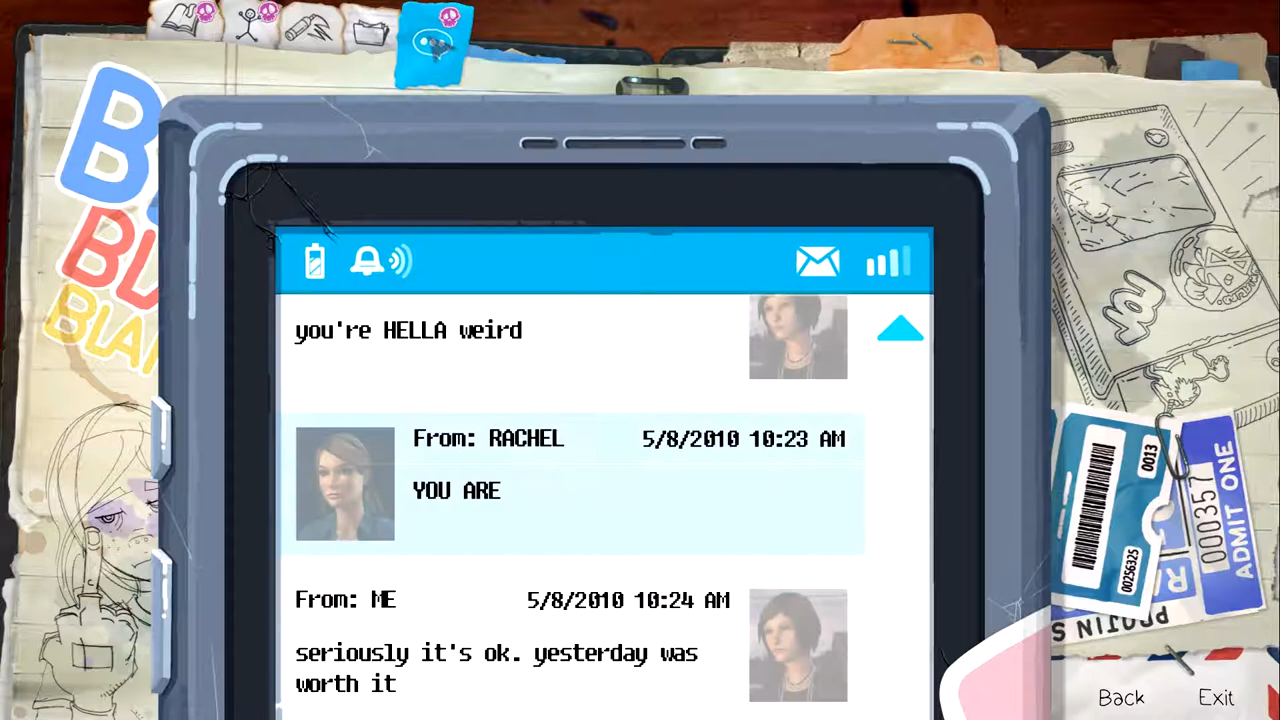 you're HELLA weird
From: RACHEL 5/8/2010 10:23 AM
YOU ARE
From: ME 5/8/2010 10:24 AM
seriously it's ok. yesterday was
worth it
0013
00256325
000357
ADMIT ONE
Back Exit